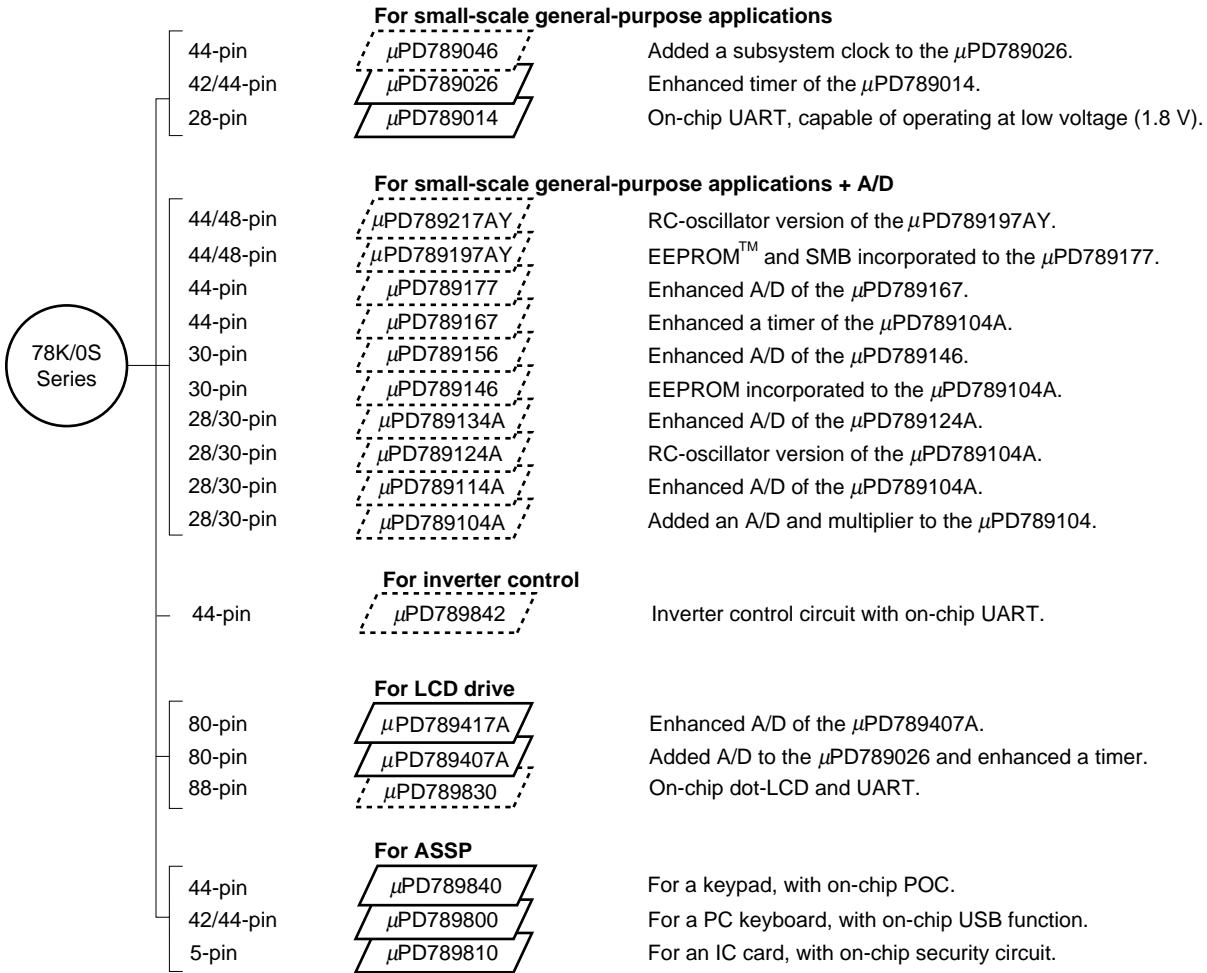 For small-scale general-purpose applications
44-pin μPD789046 Added a subsystem clock to the μPD789026.
42/44-pin μPD789026 Enhanced timer of the μPD789014.
28-pin μPD789014 On-chip UART, capable of operating at low voltage (1.8 V).
For small-scale general-purpose applications + A/D
44/48-pin μPD789217AY RC-oscillator version of the μPD789197AY.
44/48-pin μPD789197AY EEPROM™ and SMB incorporated to the μPD789177.
44-pin μPD789177 Enhanced A/D of the μPD789167.
44-pin μPD789167 Enhanced a timer of the μPD789104A.
30-pin μPD789156 Enhanced A/D of the μPD789146.
30-pin μPD789146 EEPROM incorporated to the μPD789104A.
28/30-pin μPD789134A Enhanced A/D of the μPD789124A.
28/30-pin μPD789124A RC-oscillator version of the μPD789104A.
28/30-pin μPD789114A Enhanced A/D of the μPD789104A.
28/30-pin μPD789104A Added an A/D and multiplier to the μPD789104.
78K/0S
Series
For inverter control
44-pin μPD789842 Inverter control circuit with on-chip UART.
For LCD drive
80-pin μPD789417A Enhanced A/D of the μPD789407A.
80-pin μPD789407A Added A/D to the μPD789026 and enhanced a timer.
88-pin μPD789830 On-chip dot-LCD and UART.
For ASSP
44-pin μPD789840 For a keypad, with on-chip POC.
42/44-pin μPD789800 For a PC keyboard, with on-chip USB function.
5-pin μPD789810 For an IC card, with on-chip security circuit.